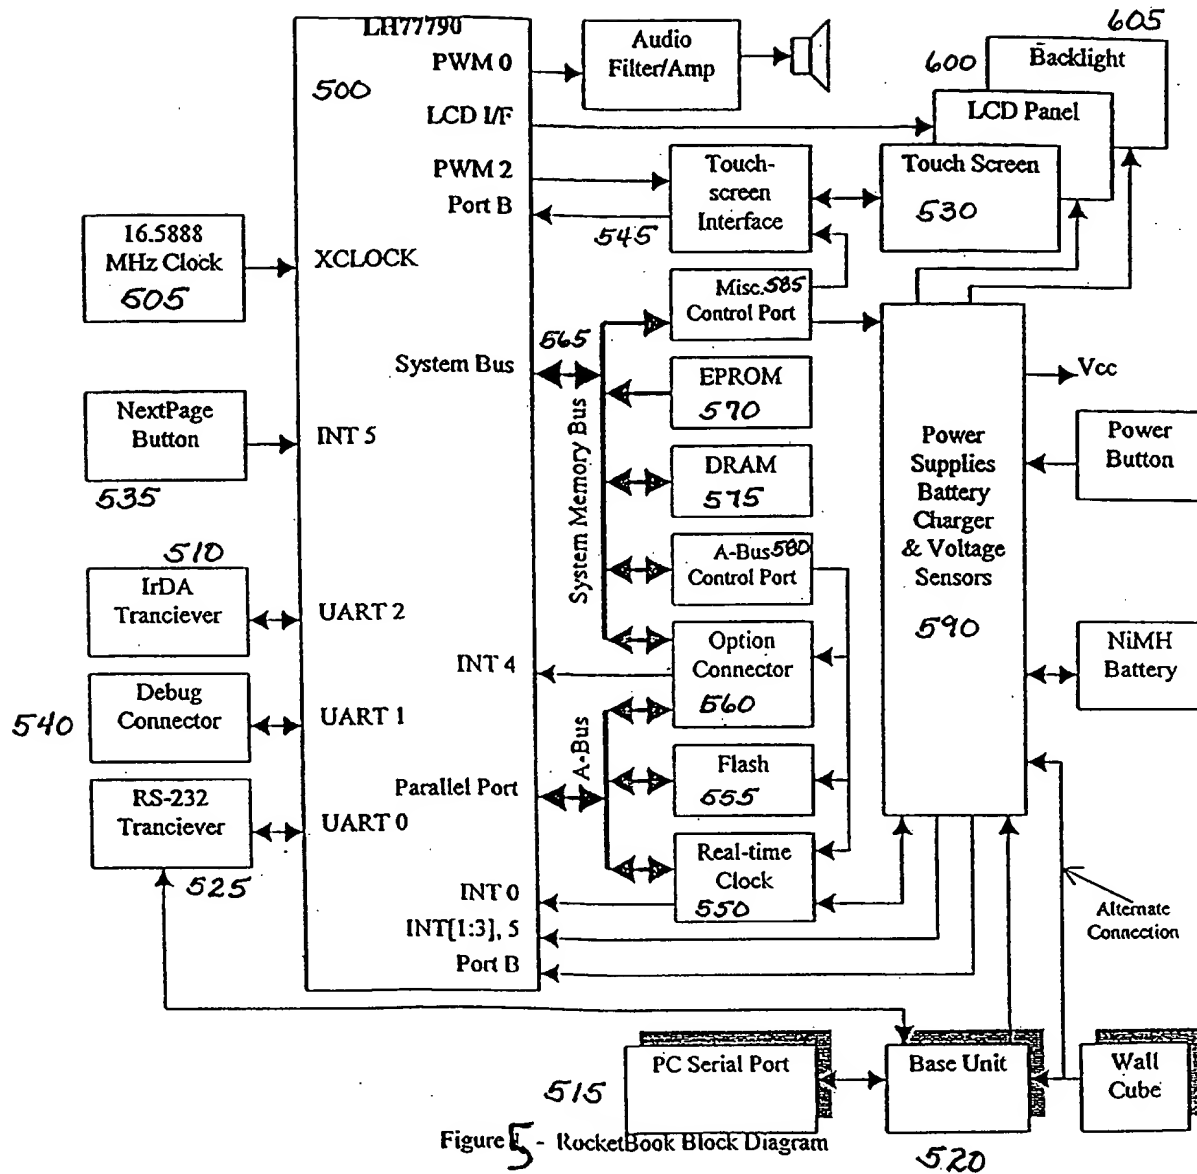 LH77790
500
PWM 0
LCD I/F
PWM 2
Port B
XCLOCK
System Bus
INT 5
UART 2
INT 4
UART 1
Parallel Port
UART 0
INT 0
INT[1:3], 5
Port B
Audio
Filter/Amp
605
Backlight
600
LCD Panel
Touch Screen
530
Touch-
screen
Interface
545
16.5888
MHz Clock
505
NextPage
Button
535
510
IrDA
Tranciever
540
Debug
Connector
RS-232
Tranciever
525
565
System Memory Bus
A-Bus
Misc. 585
Control Port
EPROM
570
DRAM
575
A-Bus 580
Control Port
Option
Connector
560
Flash
555
Real-time
Clock
550
Power
Supplies
Battery
Charger
& Voltage
Sensors
590
Vcc
Power
Button
NiMH
Battery
Alternate
Connection
515
PC Serial Port
Base Unit
520
Wall
Cube
Figure 5 - RocketBook Block Diagram